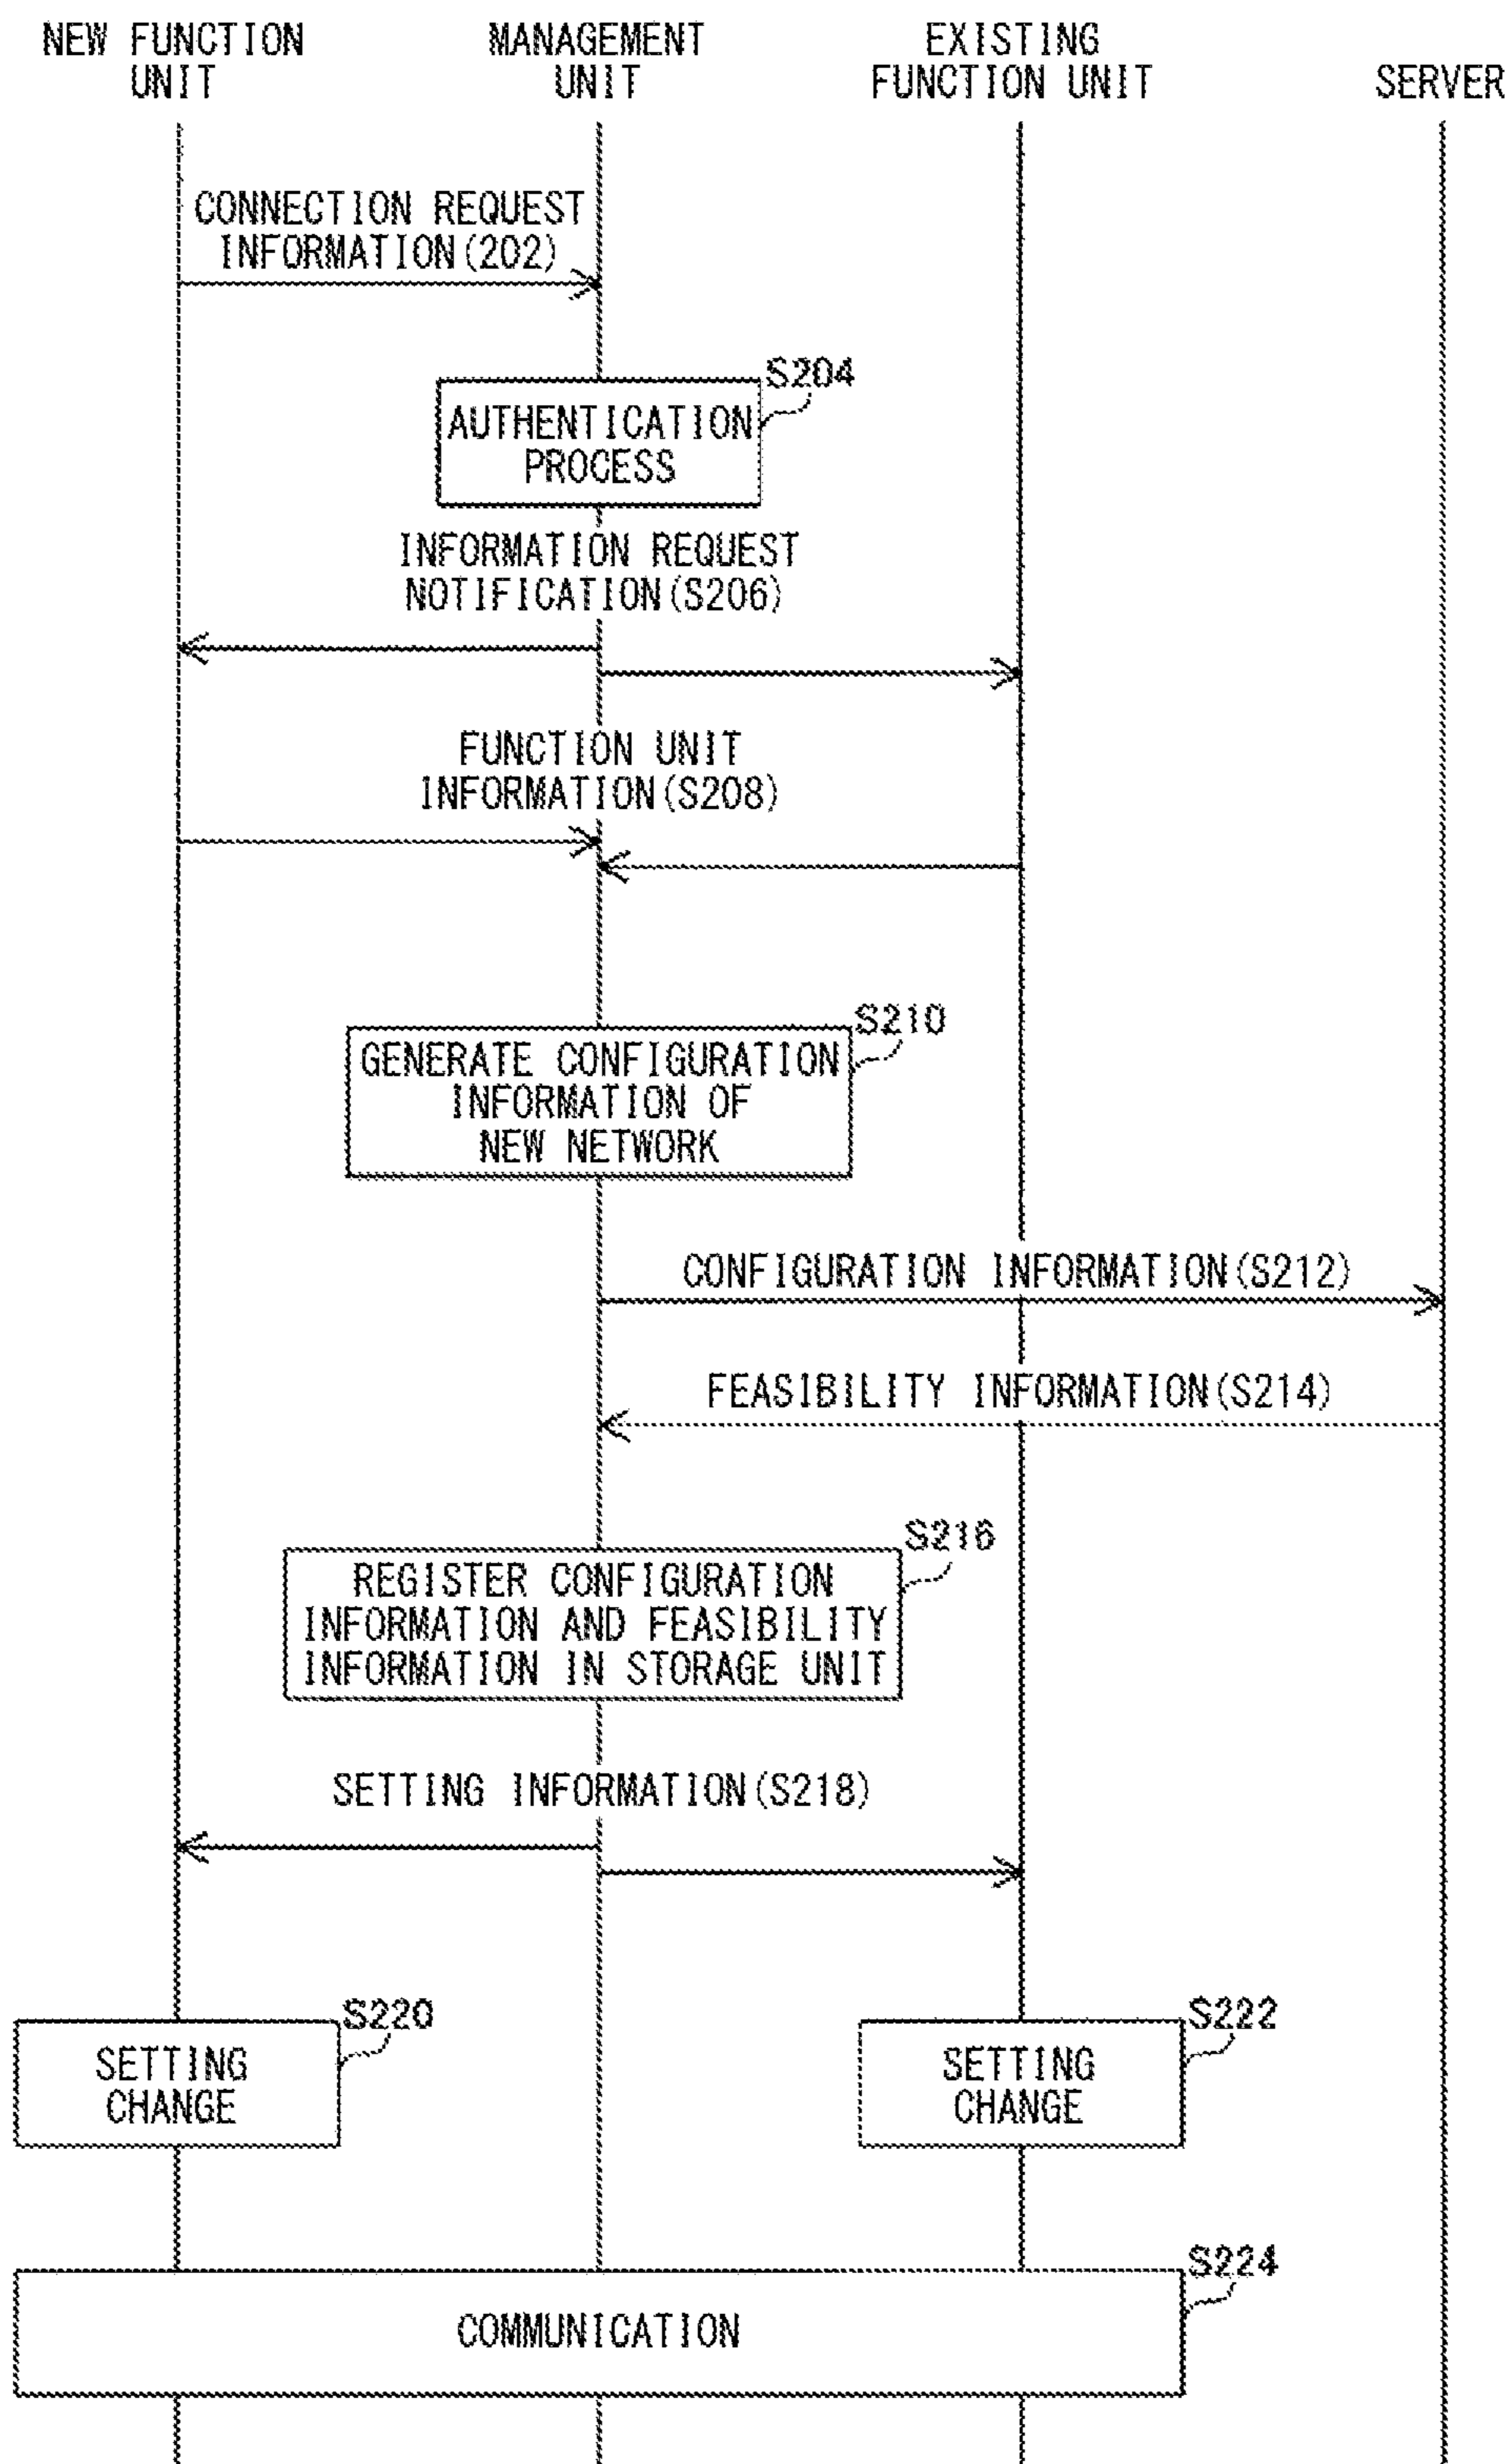 NEW FUNCTION
UNIT
MANAGEMENT
UNIT
EXISTING
FUNCTION UNIT
SERVER
CONNECTION REQUEST
INFORMATION(202)
S204
AUTHENTICATION
PROCESS
INFORMATION REQUEST
NOTIFICATION(S206)
FUNCTION UNIT
INFORMATION(S208)
S210
GENERATE CONFIGURATION
INFORMATION OF
NEW NETWORK
CONFIGURATION INFORMATION(S212)
FEASIBILITY INFORMATION(S214)
S216
REGISTER CONFIGURATION
INFORMATION AND FEASIBILITY
INFORMATION IN STORAGE UNIT
SETTING INFORMATION(S218)
S220
SETTING
CHANGE
S222
SETTING
CHANGE
S224
COMMUNICATION